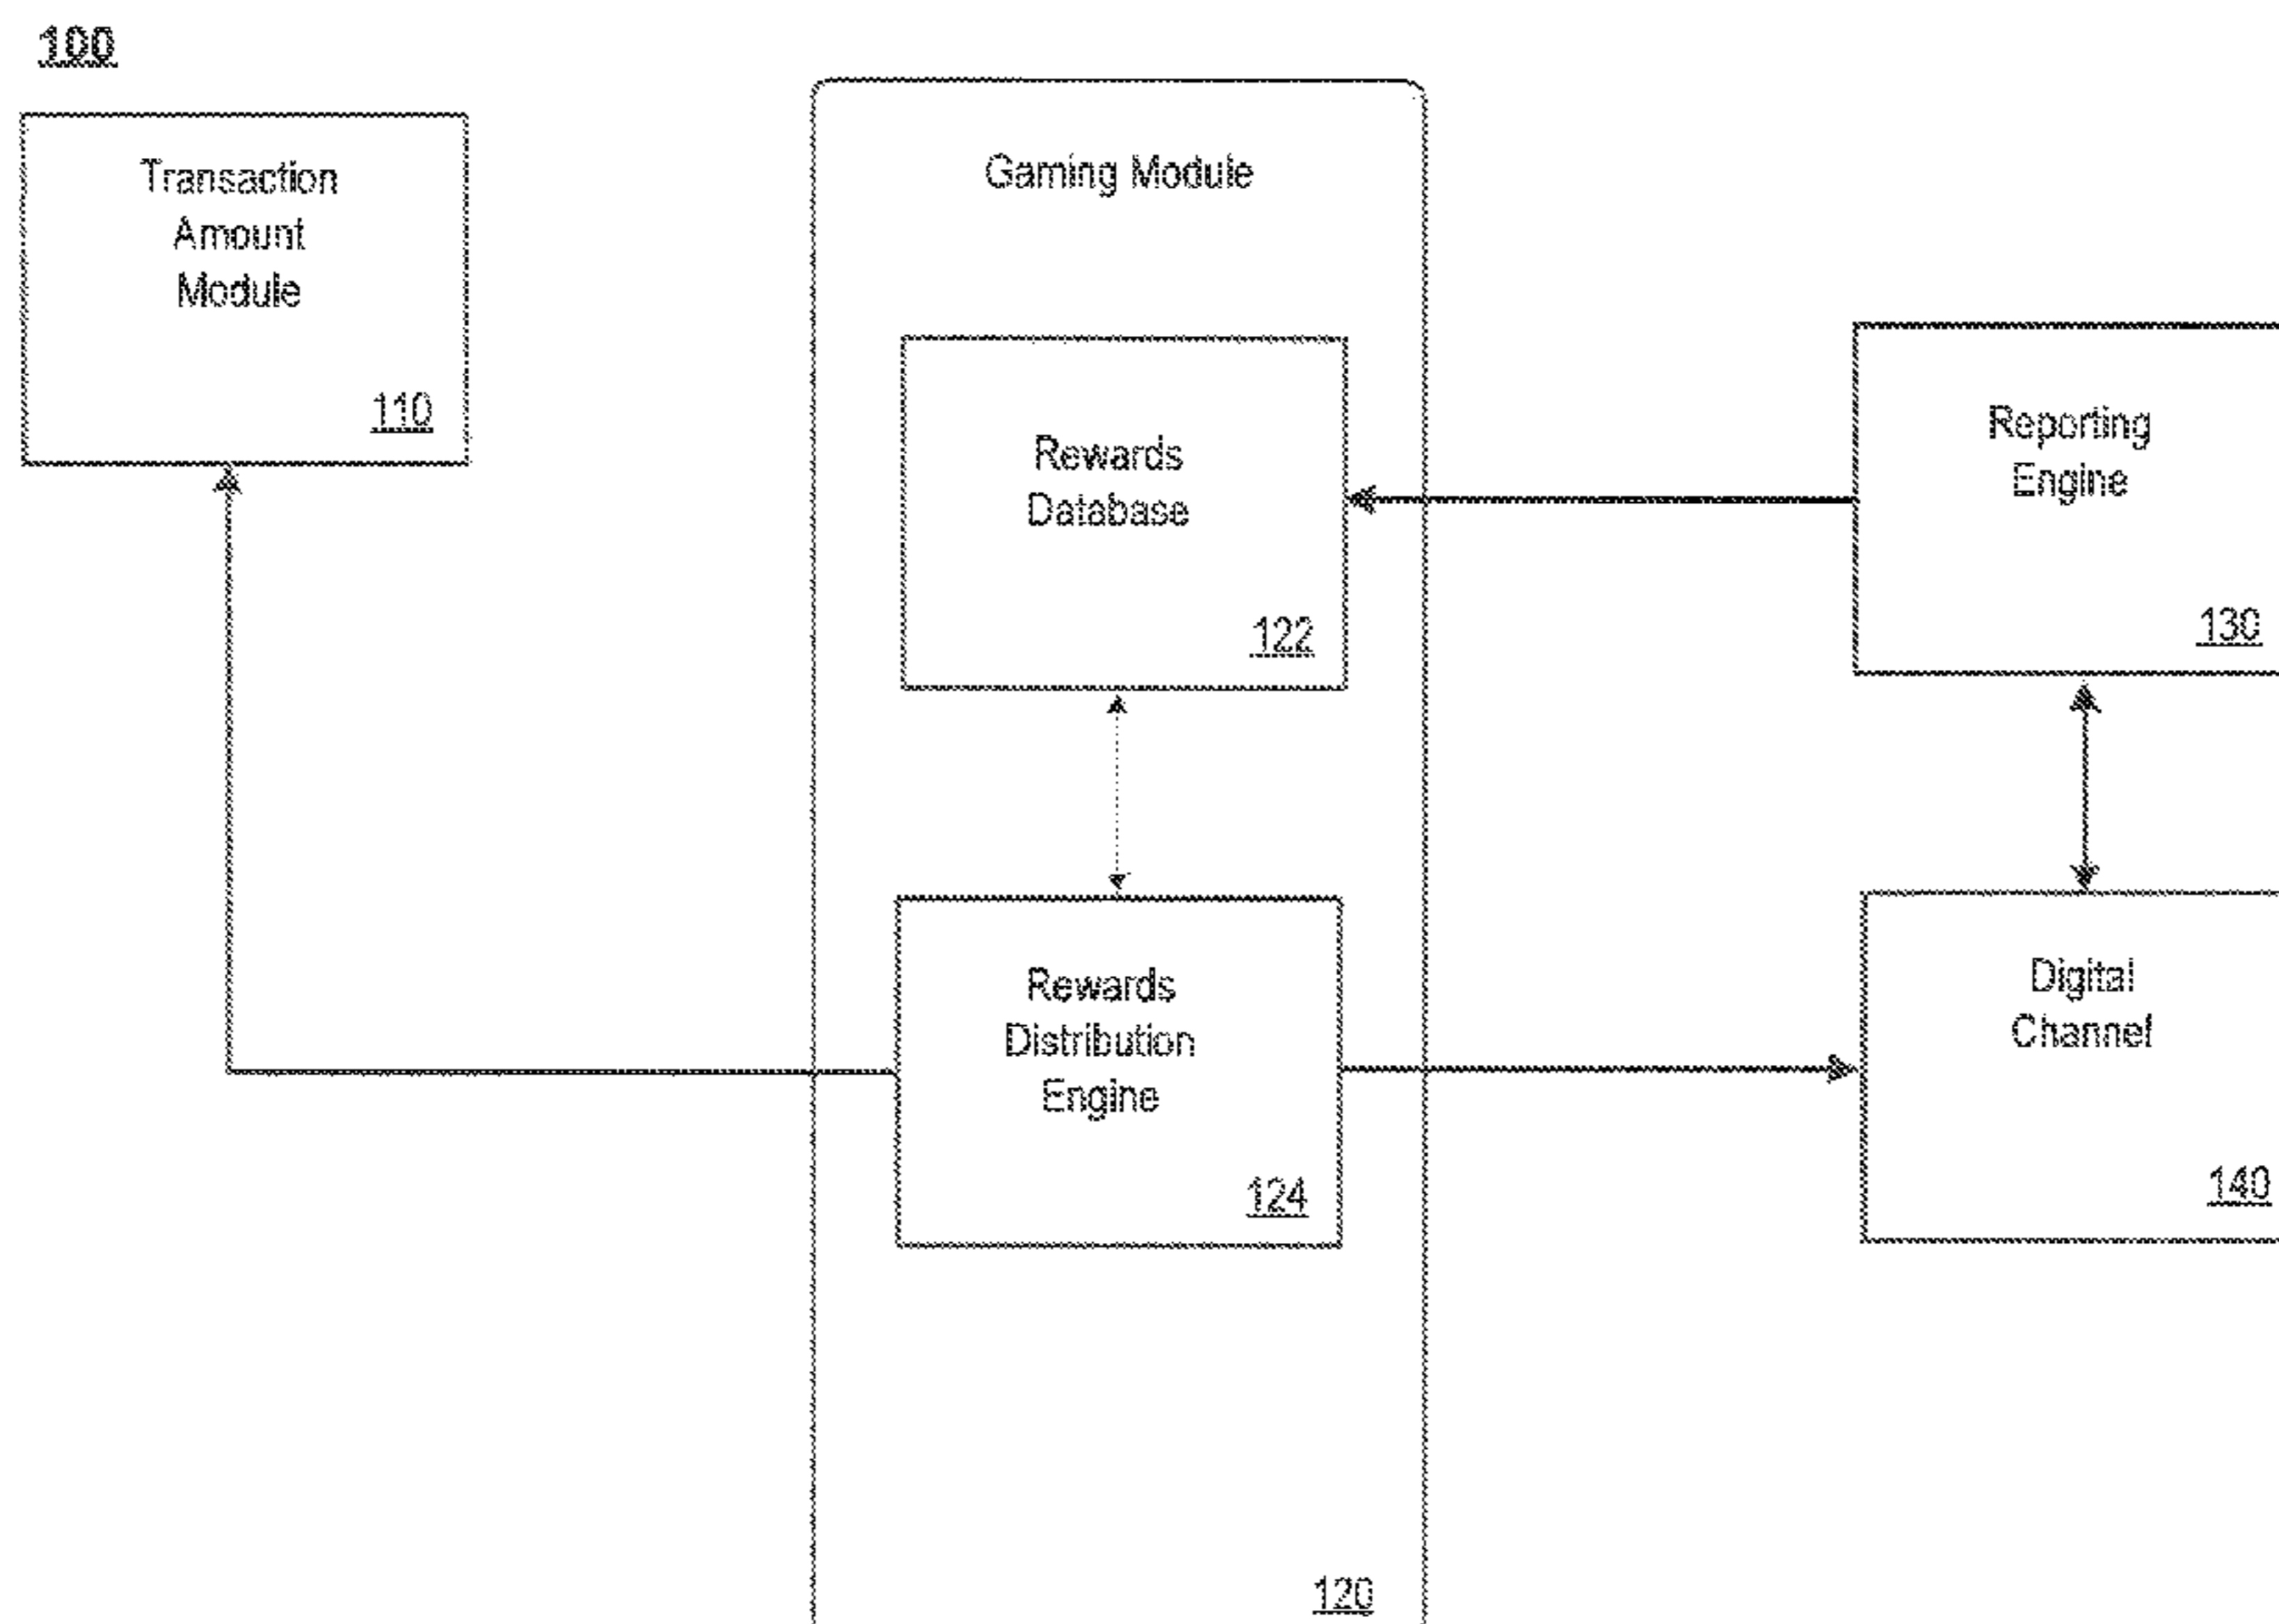 100
Transaction
Amount
Module
110
Gaming Module
Rewards
Database
122
Rewards
Distribution
Engine
124
120
Reporting
Engine
130
Digital
Channel
140